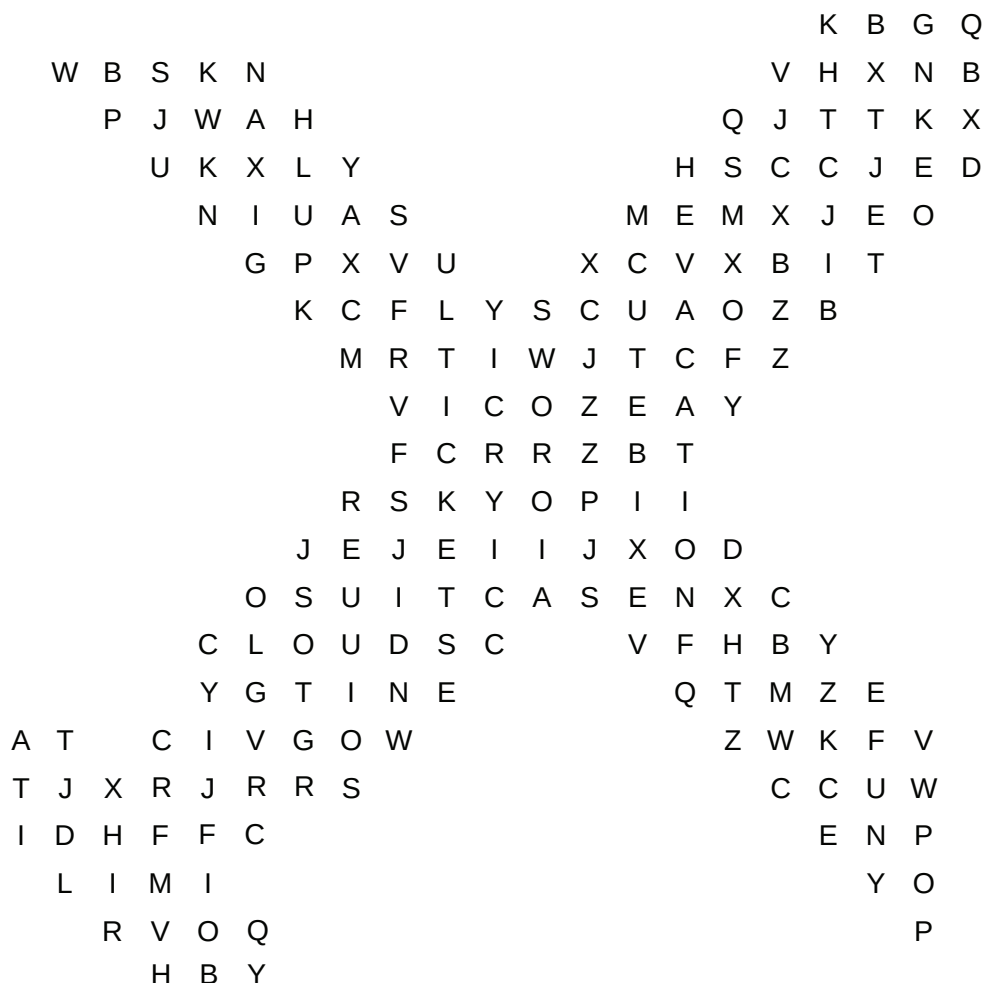 K B G Q
W B S K N V H X N B
P J W A H Q J T T K X
U K X L Y H S C C J E D
N I U A S M E M X J E O
G P X V U X C V X B I T
K C F L Y S C U A O Z B
M R T I W J T C F Z
V I C O Z E A Y
F C R R Z B T
R S K Y O P I I
J E J E I I J X O D
O S U I T C A S E N X C
C L O U D S C V F H B Y
Y G T I N E Q T M Z E
A T C I V G O W Z W K F V
T J X R J R R S C C U W
I D H F F C E N P
L I M I Y O
R V O Q P
H B Y